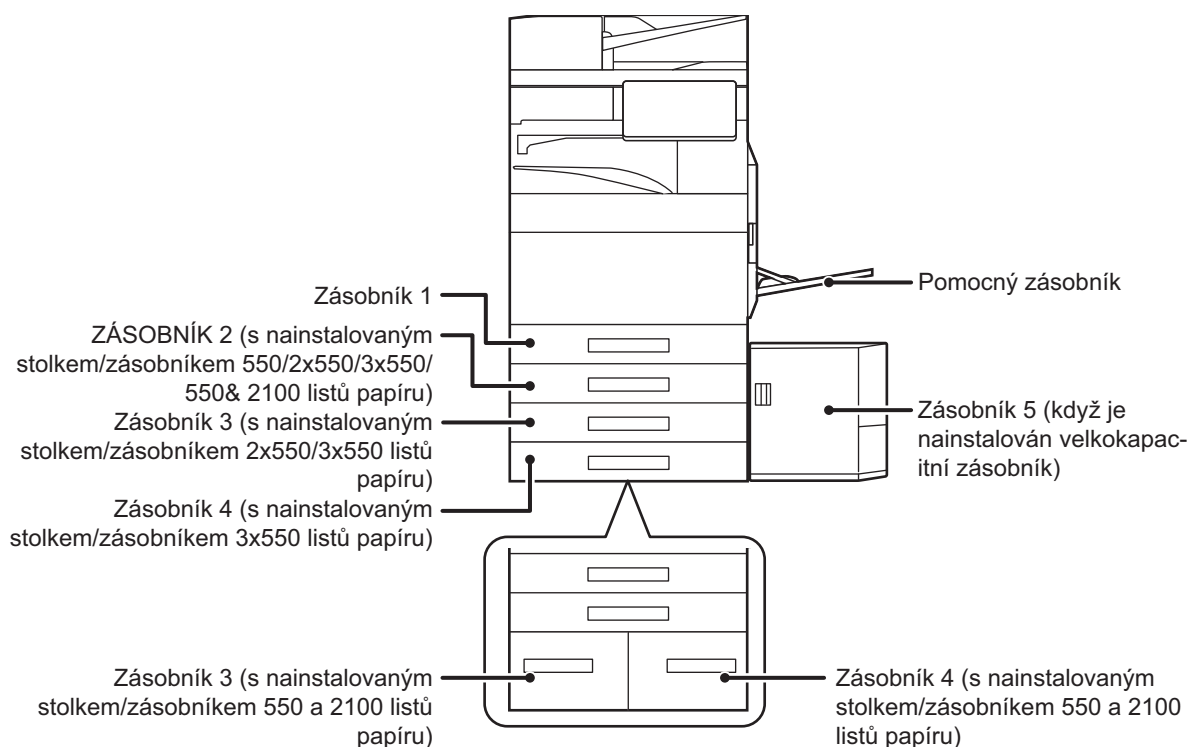 Zásobník 1
ZÁSOBNÍK 2 (s nainstalovaným
stolkem/zásobníkem 550/2x550/3x550/
550& 2100 listů papíru)
Zásobník 3 (s nainstalovaným
stolkem/zásobníkem 2x550/3x550 listů
papíru)
Zásobník 4 (s nainstalovaným
stolkem/zásobníkem 3x550 listů papíru)
Pomocný zásobník
Zásobník 5 (když je
nainstalován velkokapac-
itní zásobník)
Zásobník 3 (s nainstalovaným
stolkem/zásobníkem 550 a 2100 listů
papíru)
Zásobník 4 (s nainstalovaným
stolkem/zásobníkem 550 a 2100
listů papíru)